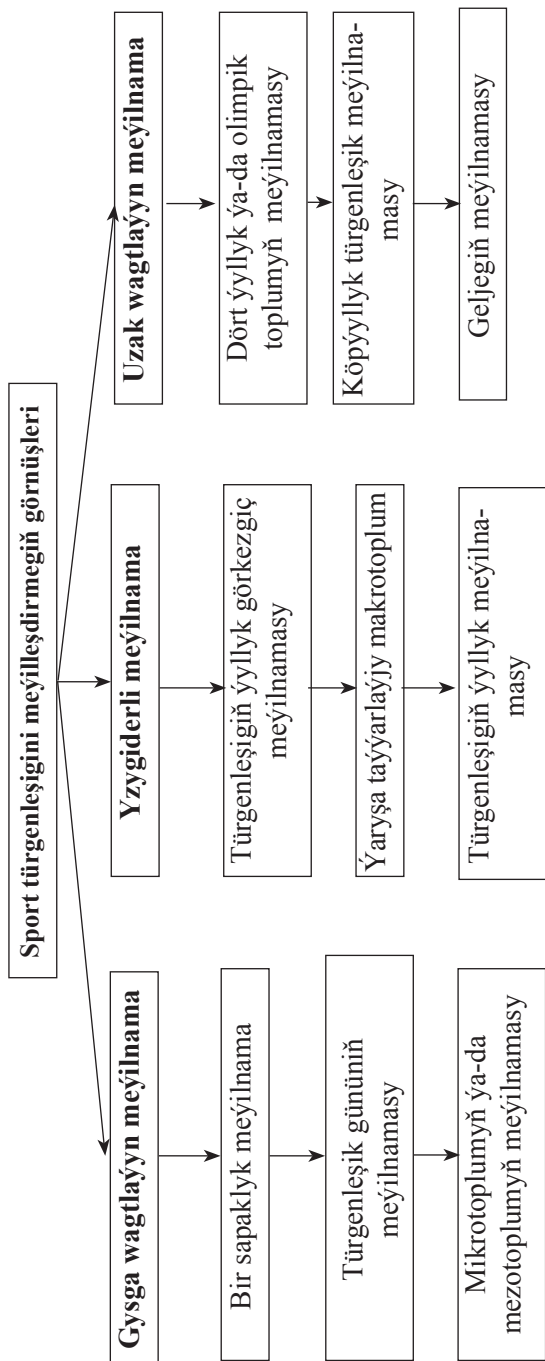 Sport türgenleşigini meýilleşdirmegiň görnüşleri
Gysga wagtlaýyn meýilnama
Bir sapaklyk meýilnama
Türgenleşik gününiň
meýilnamasy
Mikrotoplumyň ýa-da
mezotoplumyň meýilnamasy
Yzygiderli meýilnama
Türgenleşigiň ýyllyk görkezgiç
meýilnamasy
Ýaryşa taýýarlaýjy makrotoplum
Türgenleşigiň ýyllyk meýilna-
masy
Uzak wagtlaýyn meýilnama
Dört ýyllyk ýa-da olimpik
toplumyň meýilnamasy
Köpýyllyk türgenleşik meýilna-
masy
Geljegiň meýilnamasy